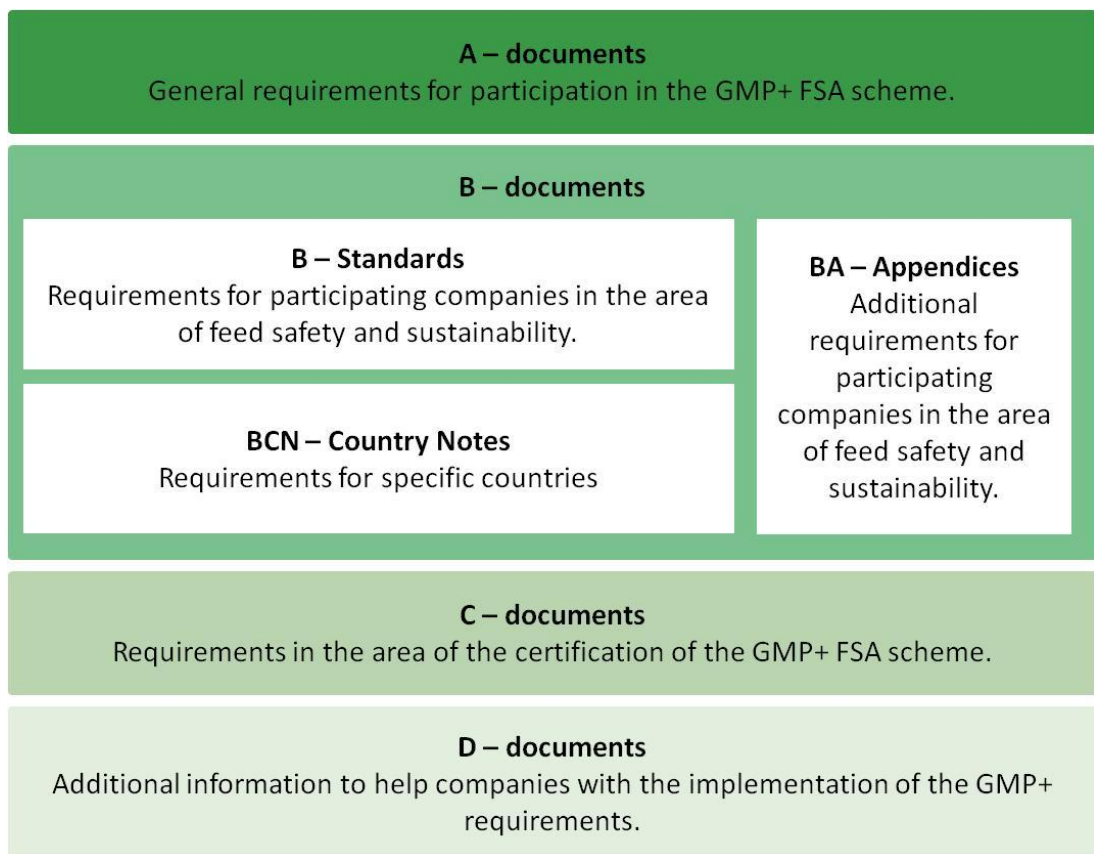 A – documents
General requirements for participation in the GMP+ FSA scheme.
B – documents
B – Standards
Requirements for participating companies in the area
of feed safety and sustainability.
BCN – Country Notes
Requirements for specific countries
BA – Appendices
Additional
requirements for
participating
companies in the area
of feed safety and
sustainability.
C – documents
Requirements in the area of the certification of the GMP+ FSA scheme.
D – documents
Additional information to help companies with the implementation of the GMP+
requirements.